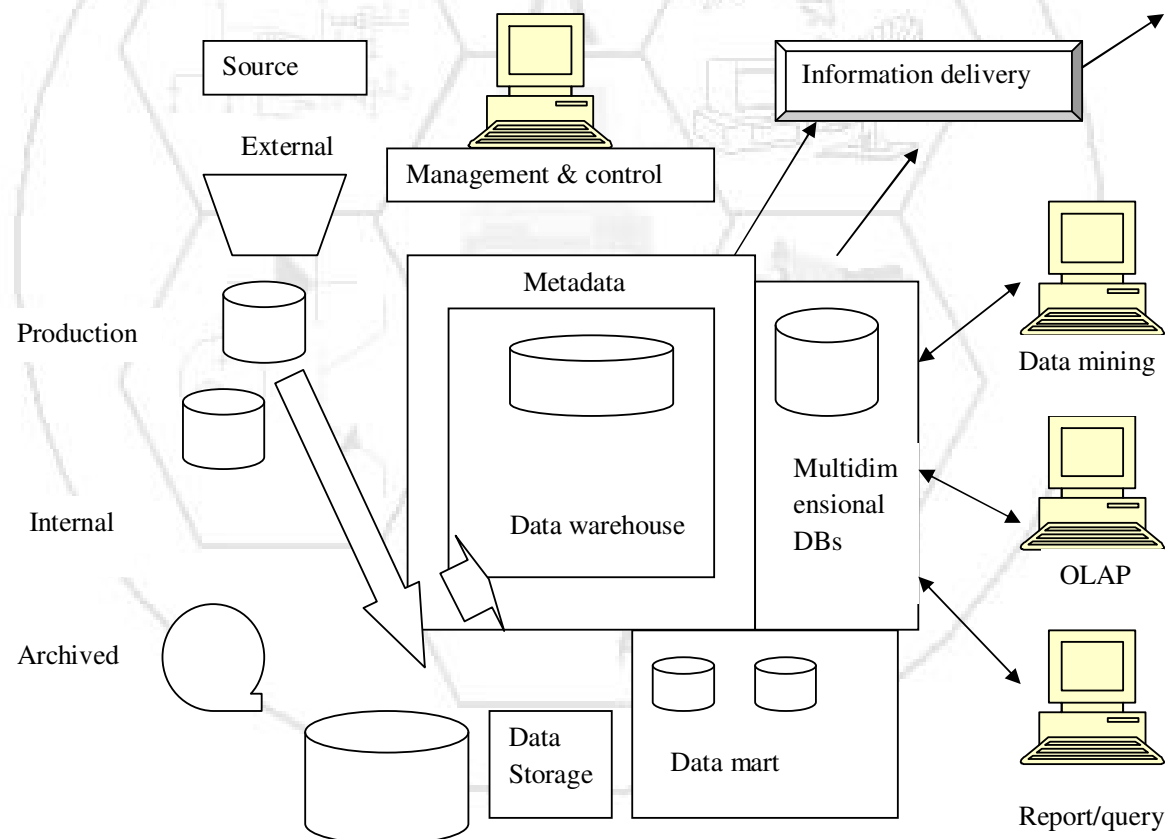 Source
Information delivery
External
Management & control
Metadata
Production
Data mining
Multidim
ensional
DBs
Internal
Data warehouse
OLAP
Archived
Data
Storage
Data mart
Report/query